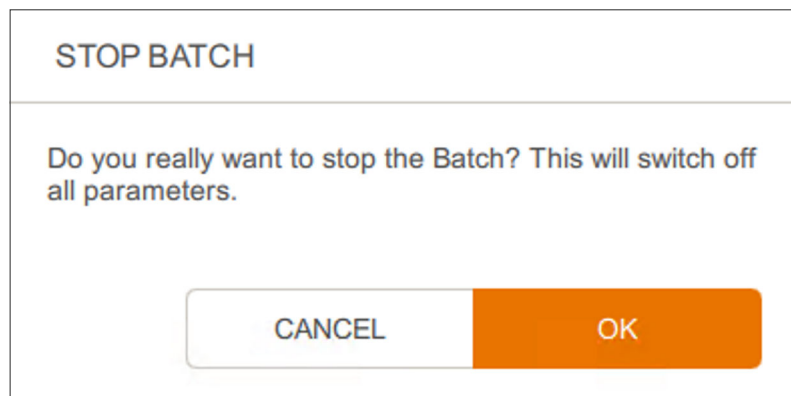 STOP BATCH
Do you really want to stop the Batch? This will switch off
all parameters.
CANCEL
OK